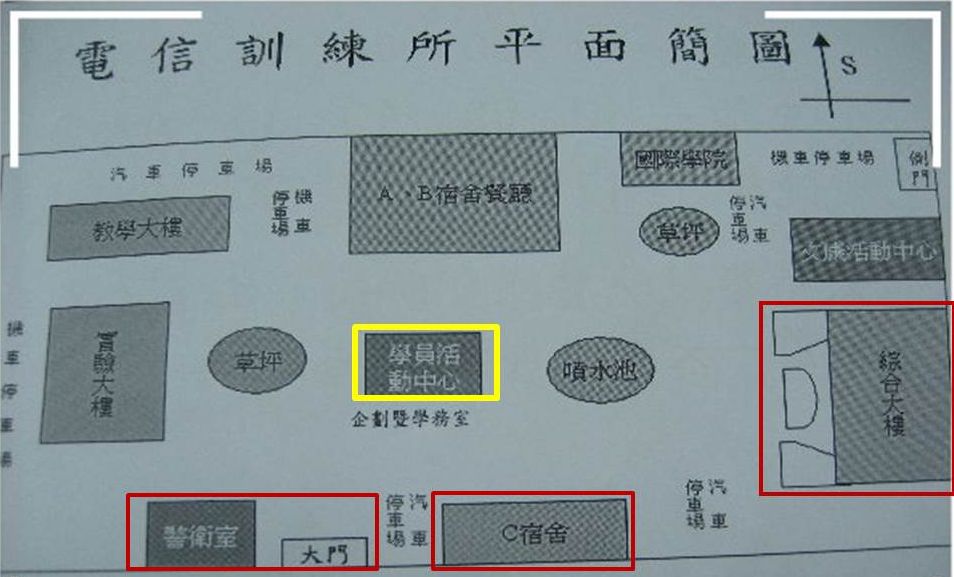 電信訓練所平面簡圖
S
汽車停車場
機車停車場
A、B宿舍餐廳
國際學院
機車停車場
側門
教學大樓
草坪
汽車停車場
文康活動中心
機車停車場
實驗大樓
草坪
學員活
動中心
企劃暨學務室
噴水池
綜合大樓
警衛室
大門
汽車停車場
C宿舍
汽車停車場